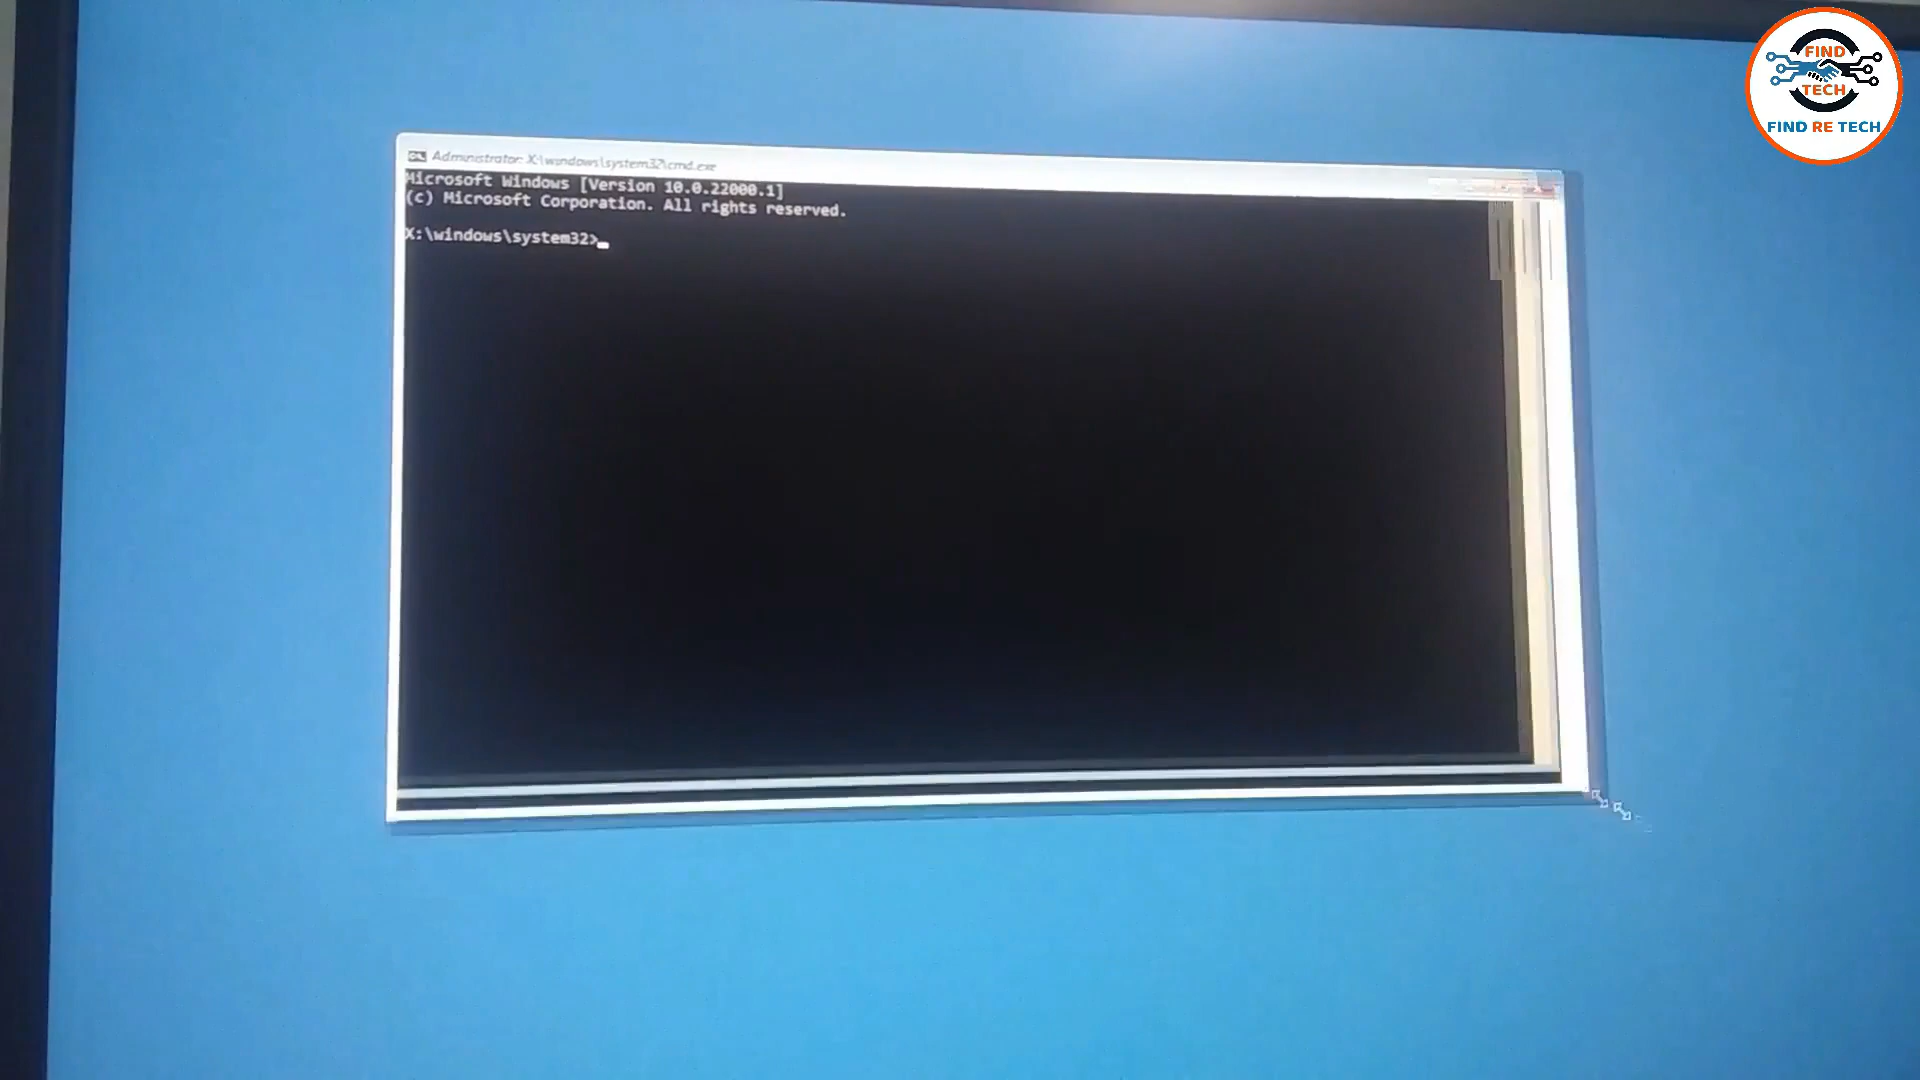 FIND
TECH
FIND RE TECH
Administrator: X:\windows\system32\cmd.exe
Microsoft Windows [Version 10.0.22000.1]
(c) Microsoft Corporation. All rights reserved.
X:\windows\system32>